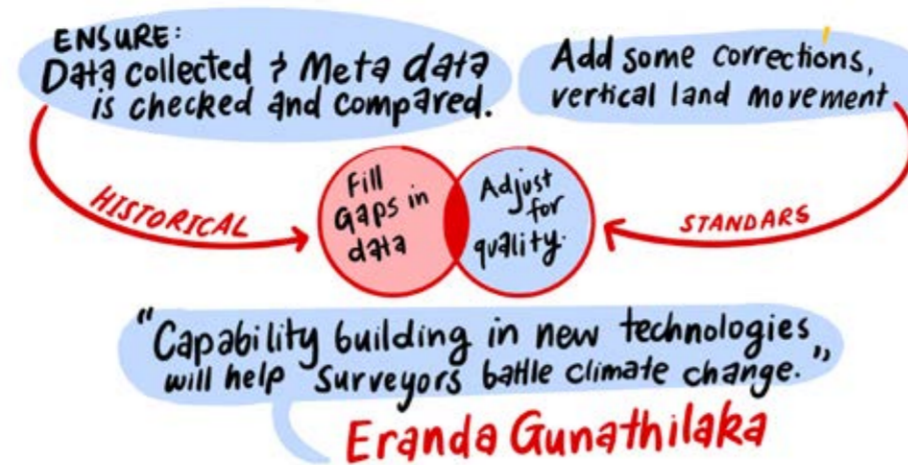 ENSURE:
Data collected & Meta data
is checked and compared.
Add some corrections,
vertical land movement
HISTORICAL
Fill
Gaps in
data
Adjust
for
quality.
STANDARS
"Capability building in new technologies
will help surveyors battle climate change."
Eranda Gunathilaka